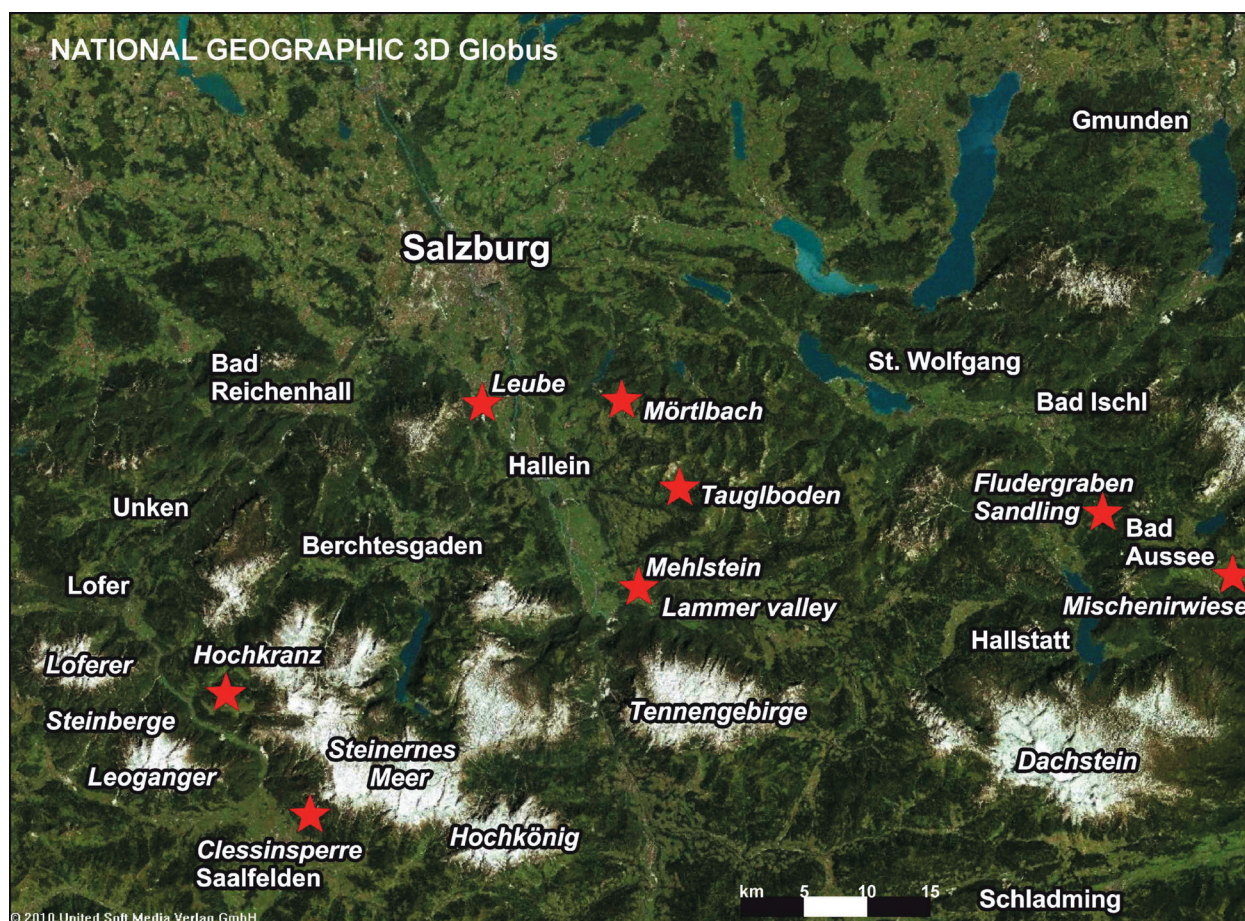 NATIONAL GEOGRAPHIC 3D Globus
Gmunden
Salzburg
Bad
Reichenhall
Leube
Mörtlbach
St. Wolfgang
Bad Ischl
Hallein
Tauglboden
Fludergraben
Sandling
Unken
Berchtesgaden
Bad
Aussee
Lofer
Mehlstein
Lammer valley
Mischenirwiese
Hallstatt
Hochkranz
Loferer
Steinberge
Leoganger
Steinernes
Meer
Tennengebirge
Dachstein
Hochkönig
Clessinsperre
Saalfelden
km 5 10 15
Schladming
© 2010 United Soft Media Verlag GmbH